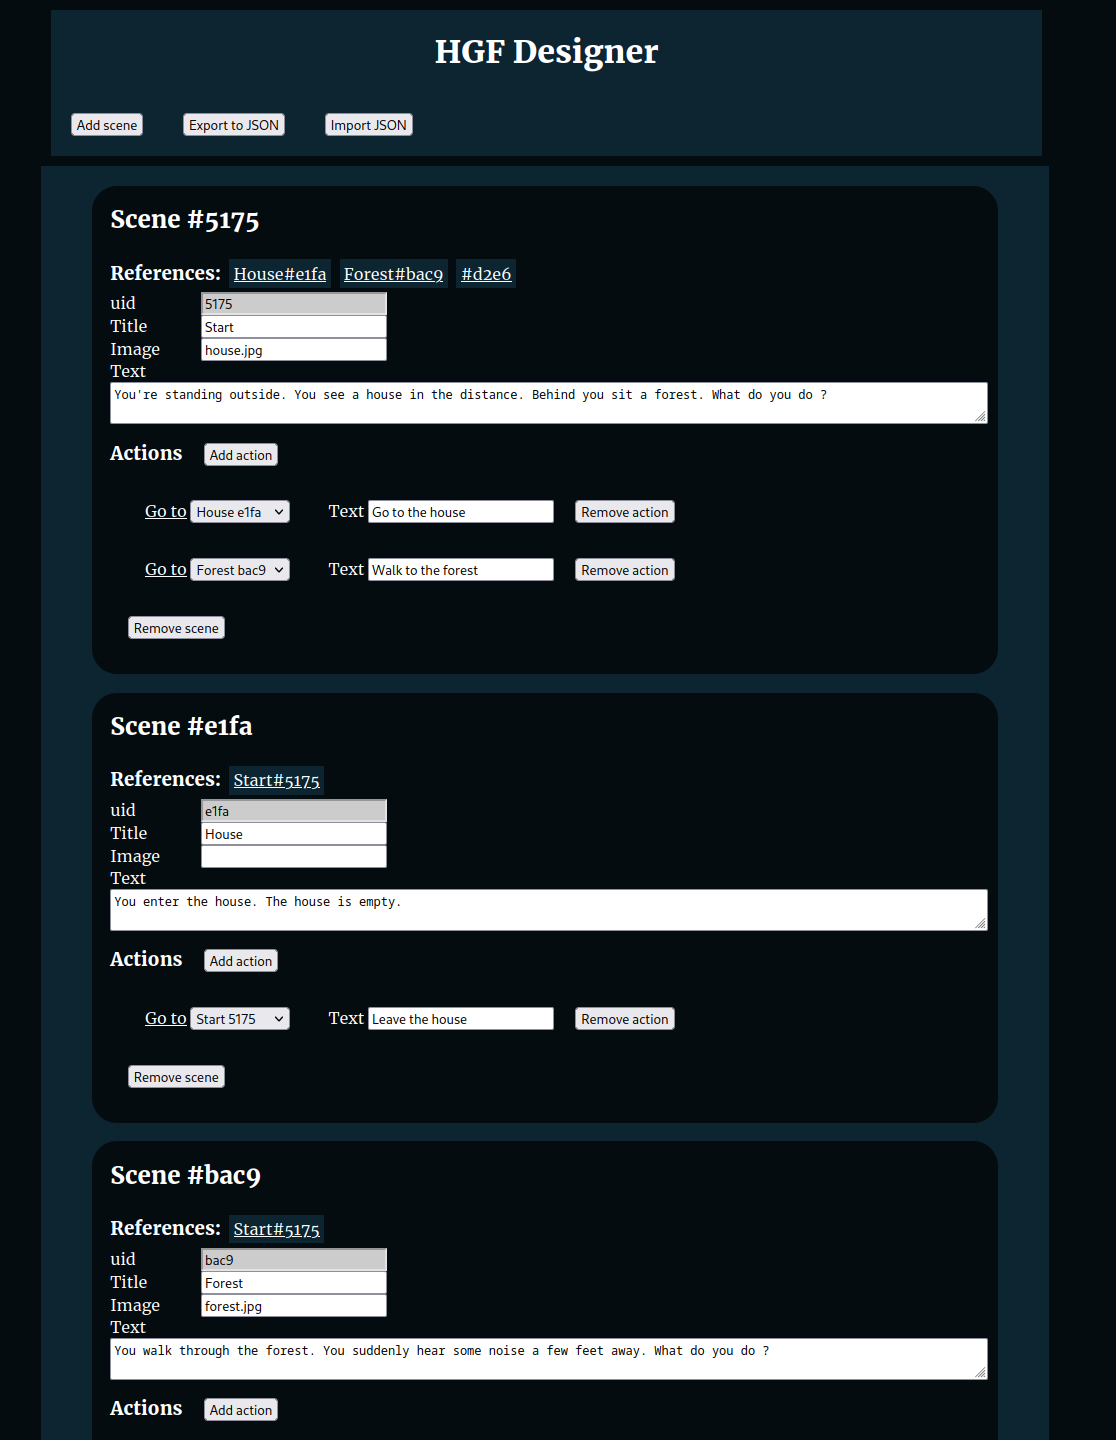 HGF Designer
Add scene Export to JSON Import JSON
Scene #5175
References: House#e1fa Forest#bac9 #d2e6
uid 5175
Title Start
Image house.jpg
Text
You're standing outside. You see a house in the distance. Behind you sit a forest. What do you do ?
Actions Add action
Go to House e1fa Text Go to the house Remove action
Go to Forest bac9 Text Walk to the forest Remove action
Remove scene
Scene #e1fa
References: Start#5175
uid e1fa
Title House
Image
Text
You enter the house. The house is empty.
Actions Add action
Go to Start 5175 Text Leave the house Remove action
Remove scene
Scene #bac9
References: Start#5175
uid bac9
Title Forest
Image forest.jpg
Text
You walk through the forest. You suddenly hear some noise a few feet away. What do you do ?
Actions Add action